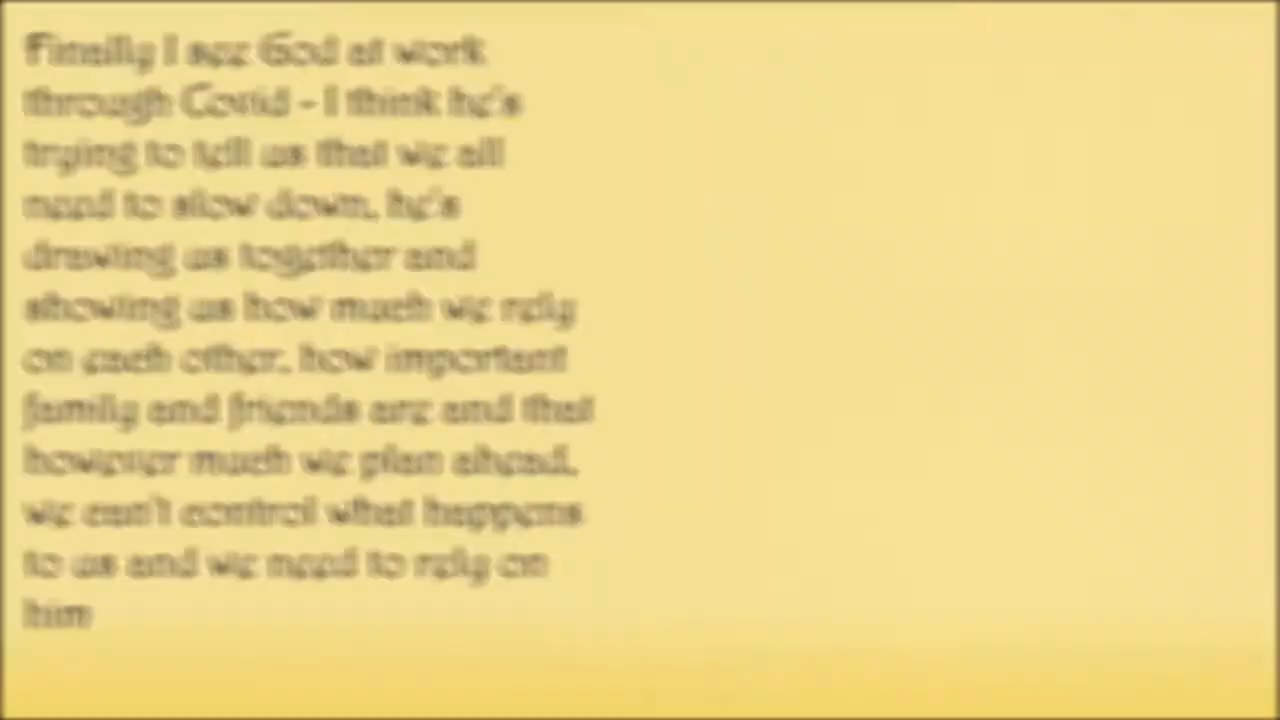 Finally I see God at work
through Covid - I think he's
trying to tell us that we all
need to slow down, he's
drawing us together and
showing us how much we rely
on each other, how important
family and friends are and that
however much we plan ahead,
we can't control what happens
to us and we need to rely on
him